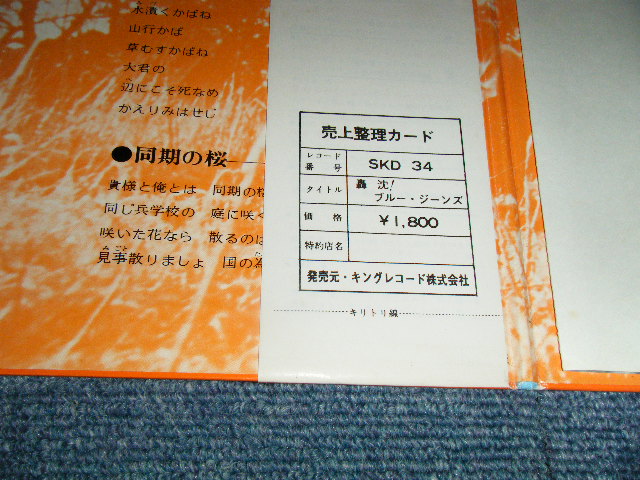 水漬くかばね
山行かば
草むすかばね
大君の
辺にこそ死なめ
かえりみはせじ
●同期の桜
貴様と俺とは 同期の桜
同じ兵学校の 庭に咲く
咲いた花なら 散るのは
見事散りましょ 国の為
売上整理カード
レコード番号 SKD 34
タイトル 轟沈!
ブルー・ジーンズ
価格 ¥1,800
特約店名
発売元・キングレコード株式会社
キリトリ線